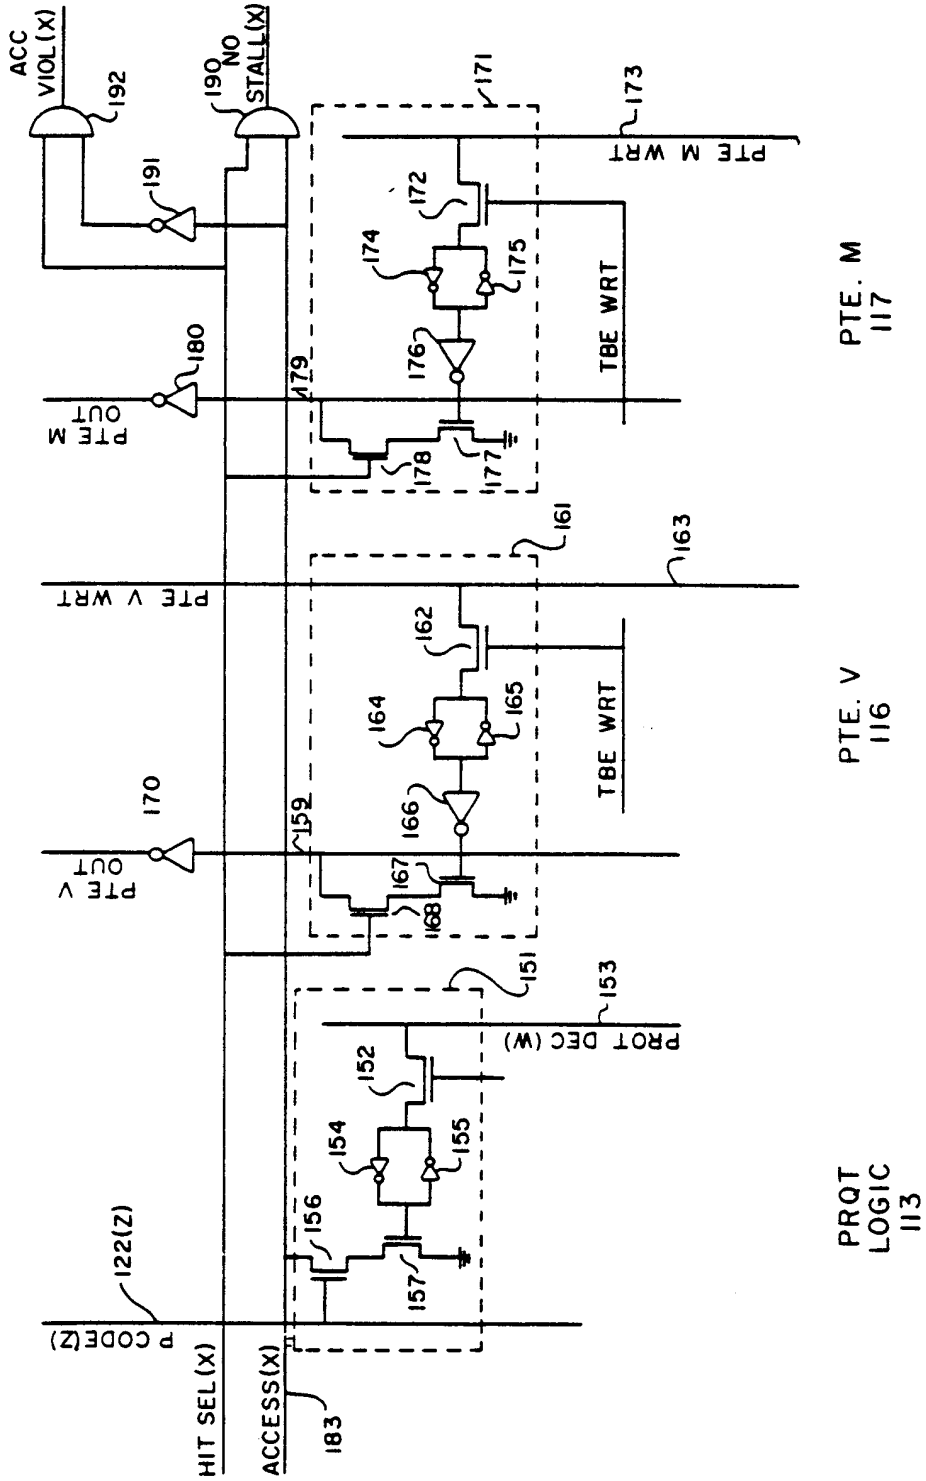 ACC
VIOL(X)
192
190
NO
STALL(X)
191
180
PTE M
OUT
179
171
173
PTE M WRT
172
174
175
176
177
178
TBE WRT
PTE. M
117
161
163
PTE V WRT
162
164
165
166
167
168
TBE WRT
170
PTE V
OUT
159
PTE. V
116
151
153
PROT DEC(W)
152
154
155
156
157
122(Z)
P CODE(Z)
HIT SEL(X)
ACCESS(X)
183
PRQT
LOGIC
113